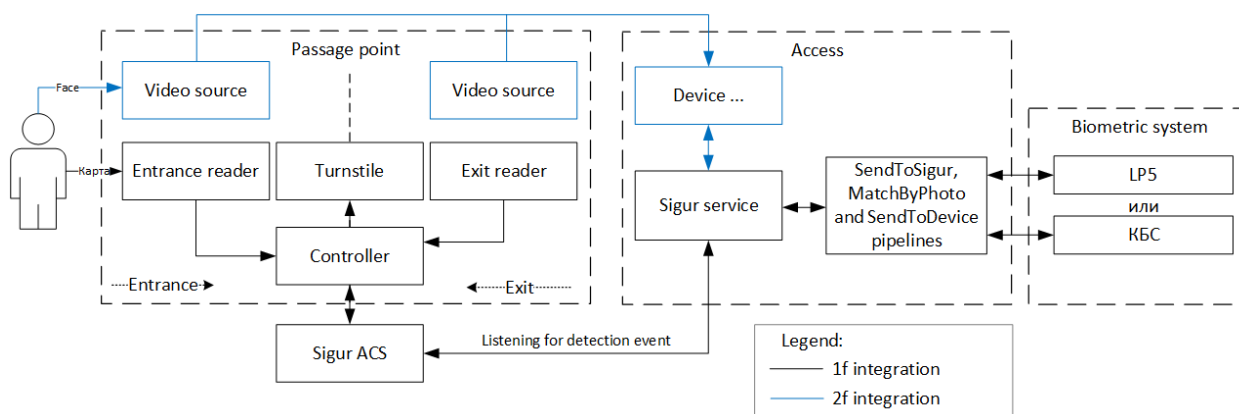 Passage point
Access
Face
Video source
Video source
Device ...
Biometric system
Карта
Entrance reader
Turnstile
Exit reader
Sigur service
SendToSigur,
MatchByPhoto
and SendToDevice
pipelines
LP5
или
КБС
Controller
Entrance
Exit
Sigur ACS
Listening for detection event
Legend:
1f integration
2f integration